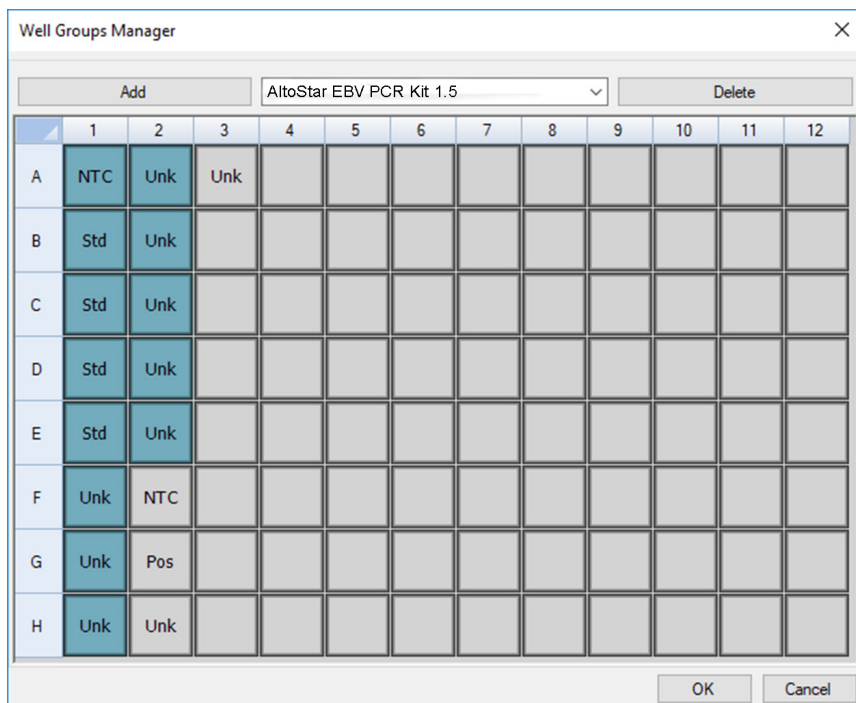 Well Groups Manager
Add AltoStar EBV PCR Kit 1.5 Delete
1 2 3 4 5 6 7 8 9 10 11 12
A NTC Unk Unk
B Std Unk
C Std Unk
D Std Unk
E Std Unk
F Unk NTC
G Unk Pos
H Unk Unk
OK Cancel